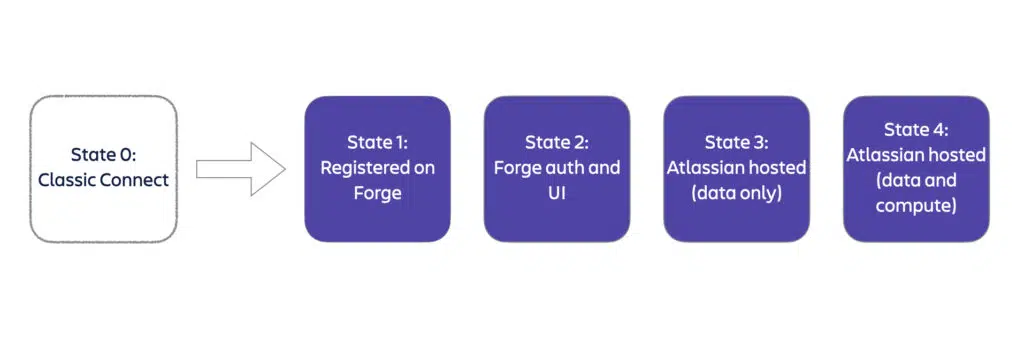 State 0:
Classic Connect
State 1:
Registered on
Forge
State 2:
Forge auth and
UI
State 3:
Atlassian hosted
(data only)
State 4:
Atlassian hosted
(data and
compute)